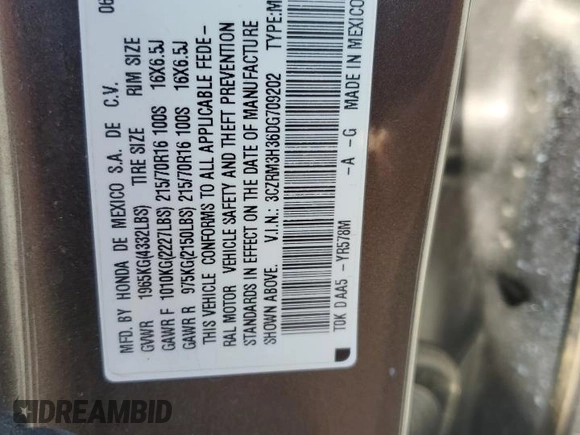 MFD. BY HONDA DE MEXICO S.A. DE C.V. 06
GVWR 1965KG(4332LBS) TIRE SIZE RIM SIZE
GAWR F 1010KG(2227LBS) 215/70R16 100S 16X6.5J
GAWR R 975KG(2150LBS) 215/70R16 100S 16X6.5J
THIS VEHICLE CONFORMS TO ALL APPLICABLE FEDE-
RAL MOTOR VEHICLE SAFETY AND THEFT PREVENTION
STANDARDS IN EFFECT ON THE DATE OF MANUFACTURE
SHOWN ABOVE. V.I.N.: 3CZRM3H36DG709202 TYPE:M
T0K DAA5 -YR578M -A -G MADE IN MEXICO
DREAMBID